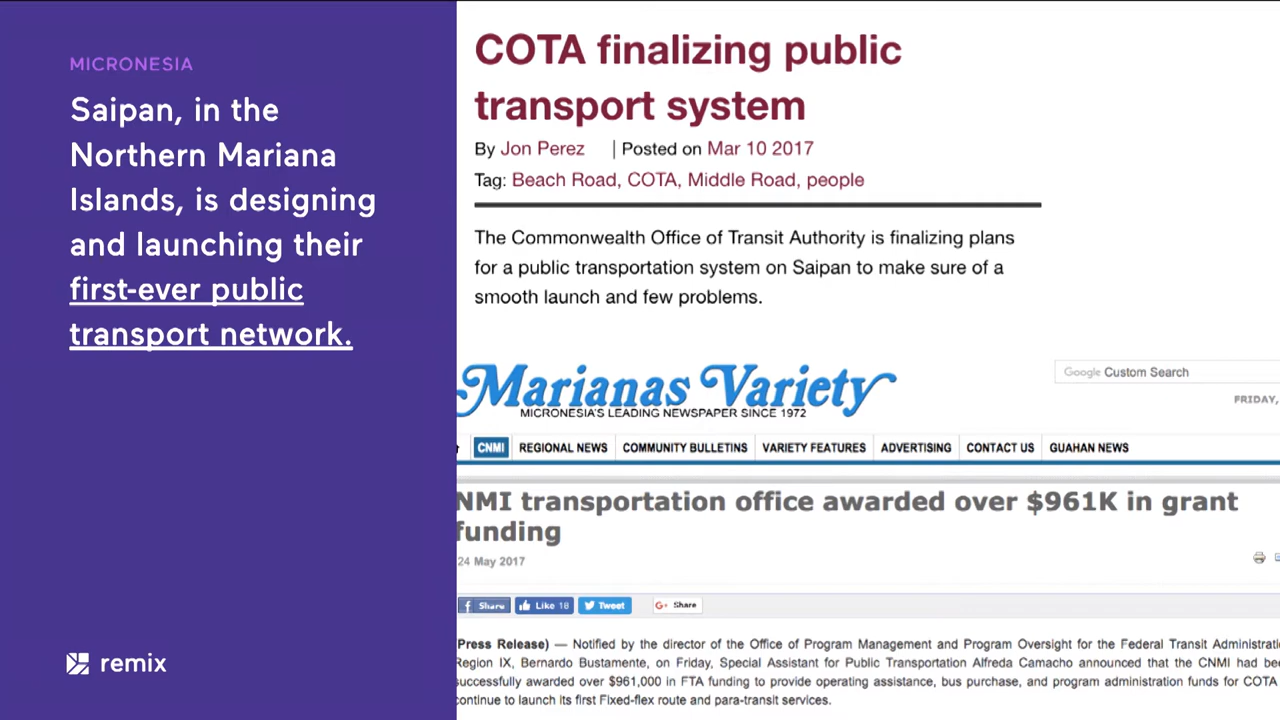 MICRONESIA
Saipan, in the
Northern Mariana
Islands, is designing
and launching their
first-ever public
transport network.
remix
COTA finalizing public
transport system
By Jon Perez | Posted on Mar 10 2017
Tag: Beach Road, COTA, Middle Road, people
The Commonwealth Office of Transit Authority is finalizing plans
for a public transportation system on Saipan to make sure of a
smooth launch and few problems.
Marianas Variety
MICRONESIA'S LEADING NEWSPAPER SINCE 1972
Google Custom Search
FRIDAY,
CNMI REGIONAL NEWS COMMUNITY BULLETINS VARIETY FEATURES ADVERTISING CONTACT US GUAHAN NEWS
NMI transportation office awarded over $961K in grant
funding
24 May 2017
Share Like 18 Tweet G+ Share
(Press Release) — Notified by the director of the Office of Program Management and Program Oversight for the Federal Transit Administrati
Region IX, Bernardo Bustamente, on Friday, Special Assistant for Public Transportation Alfreda Camacho announced that the CNMI had bee
successfully awarded over $961,000 in FTA funding to provide operating assistance, bus purchase, and program administration funds for COTA
continue to launch its first Fixed-flex route and para-transit services.